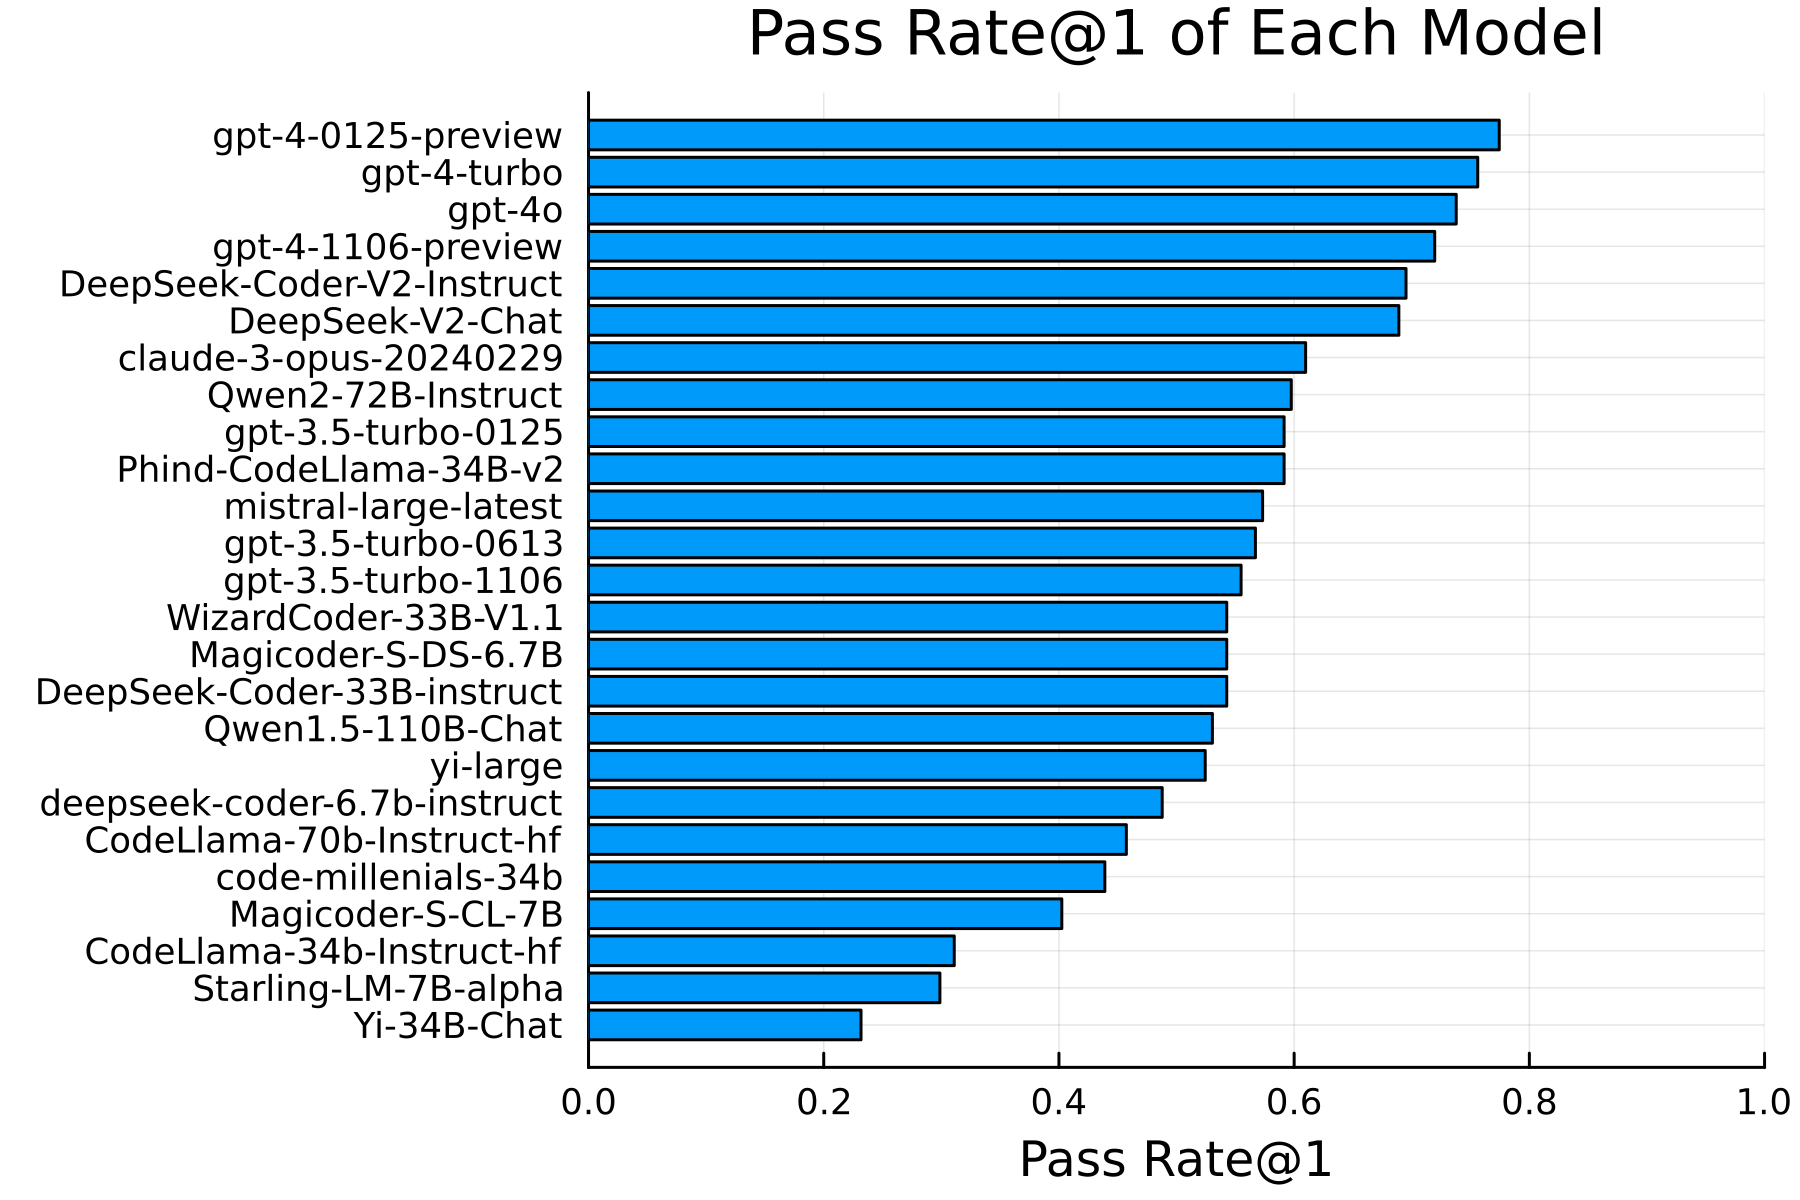 Pass Rate@1 of Each Model
gpt-4-0125-preview
gpt-4-turbo
gpt-4o
gpt-4-1106-preview
DeepSeek-Coder-V2-Instruct
DeepSeek-V2-Chat
claude-3-opus-20240229
Qwen2-72B-Instruct
gpt-3.5-turbo-0125
Phind-CodeLlama-34B-v2
mistral-large-latest
gpt-3.5-turbo-0613
gpt-3.5-turbo-1106
WizardCoder-33B-V1.1
Magicoder-S-DS-6.7B
DeepSeek-Coder-33B-instruct
Qwen1.5-110B-Chat
yi-large
deepseek-coder-6.7b-instruct
CodeLlama-70b-Instruct-hf
code-millenials-34b
Magicoder-S-CL-7B
CodeLlama-34b-Instruct-hf
Starling-LM-7B-alpha
Yi-34B-Chat
0.0 0.2 0.4 0.6 0.8 1.0
Pass Rate@1